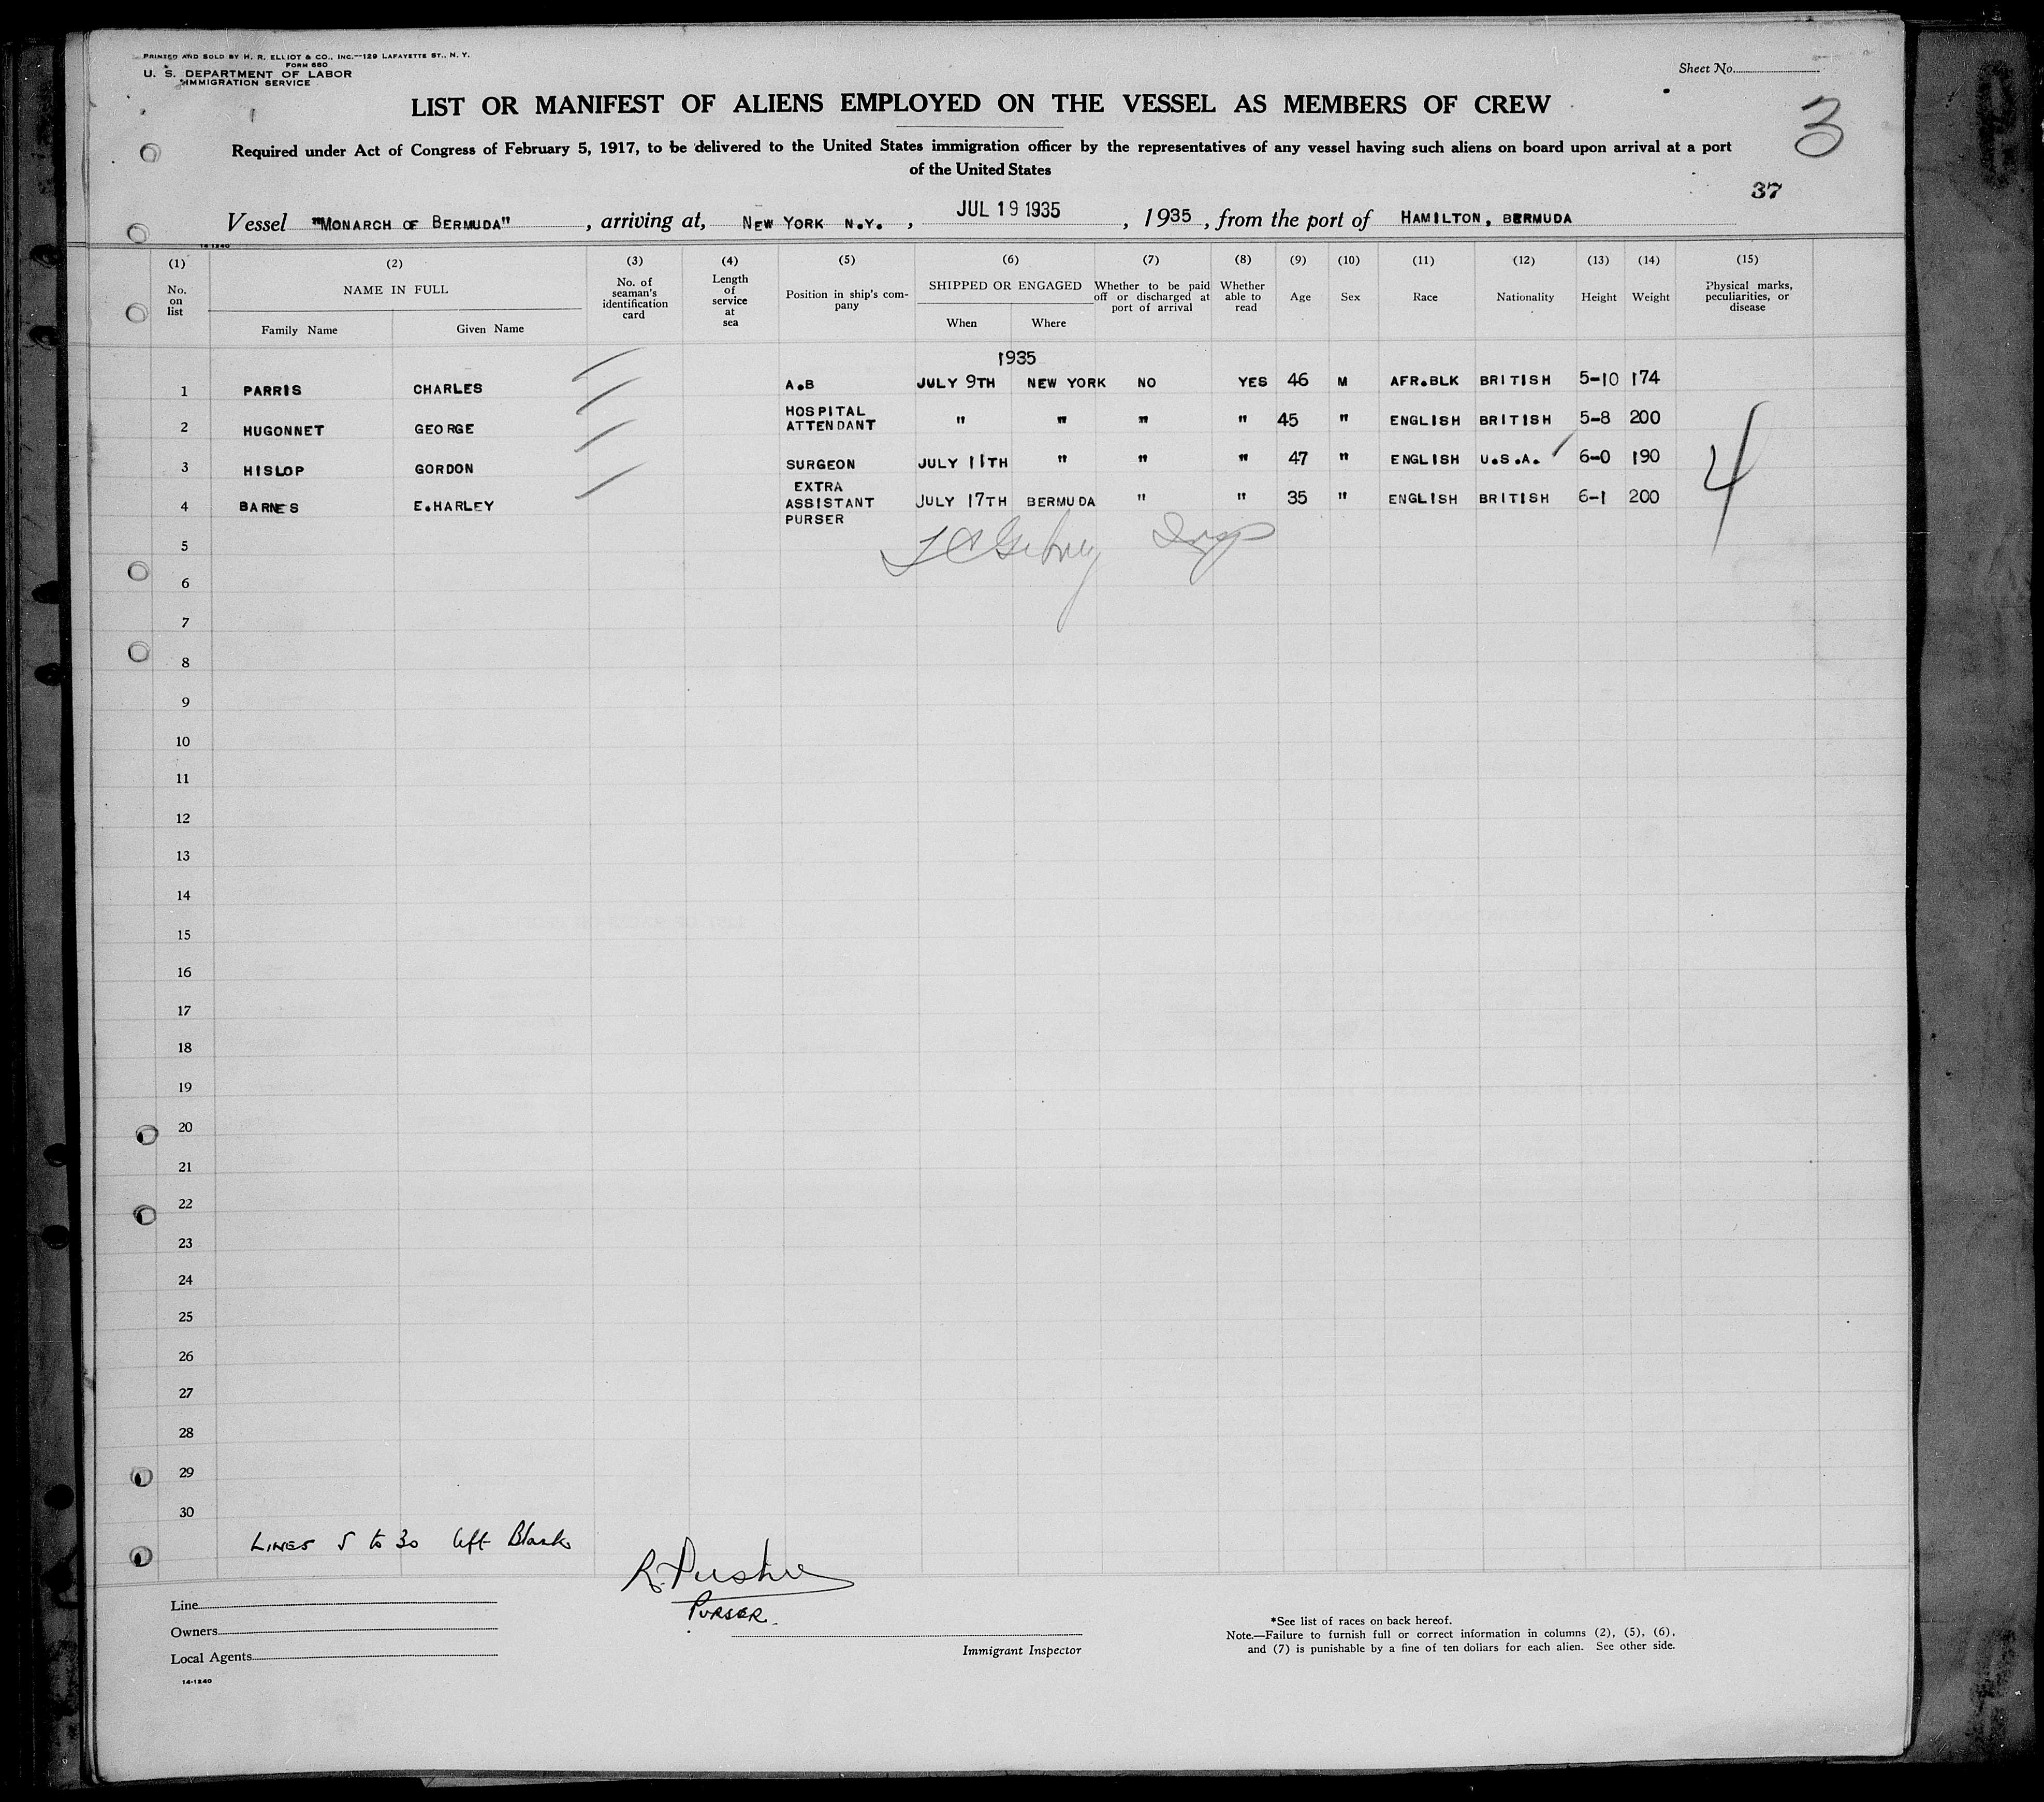 PRINTED AND SOLD BY H. R. ELLIOT & CO., INC.—129 LAFAYETTE ST., N. Y.
FORM 660
U. S. DEPARTMENT OF LABOR
IMMIGRATION SERVICE
Sheet No.
LIST OR MANIFEST OF ALIENS EMPLOYED ON THE VESSEL AS MEMBERS OF CREW
3
Required under Act of Congress of February 5, 1917, to be delivered to the United States immigration officer by the representatives of any vessel having such aliens on board upon arrival at a port
of the United States
37
Vessel "MONARCH OF BERMUDA", arriving at, NEW YORK N.Y., JUL 19 1935, 1935, from the port of HAMILTON, BERMUDA
14-1240
(1) (2) (3) (4) (5) (6) (7) (8) (9) (10) (11) (12) (13) (14) (15)
No. on list NAME IN FULL No. of seaman's identification card Length of service at sea Position in ship's company SHIPPED OR ENGAGED Whether to be paid off or discharged at port of arrival Whether able to read Age Sex Race Nationality Height Weight Physical marks, peculiarities, or disease
Family Name Given Name When Where
1935
1 PARRIS CHARLES A.B JULY 9TH NEW YORK NO YES 46 M AFR.BLK BRITISH 5-10 174
2 HUGONNET GEORGE HOSPITAL ATTENDANT " " " " 45 " ENGLISH BRITISH 5-8 200
3 HISLOP GORDON SURGEON JULY 11TH " " " 47 " ENGLISH U.S.A. 6-0 190
4 BARNES E.HARLEY EXTRA ASSISTANT PURSER JULY 17TH BERMUDA " " 35 " ENGLISH BRITISH 6-1 200
4
Insp
5
6
7
8
9
10
11
12
13
14
15
16
17
18
19
20
21
22
23
24
25
26
27
28
29
30
LINES 5 to 30 left Blank
PURSER.
Line
Owners
Local Agents
Immigrant Inspector
*See list of races on back hereof.
Note.—Failure to furnish full or correct information in columns (2), (5), (6),
and (7) is punishable by a fine of ten dollars for each alien. See other side.
14-1240